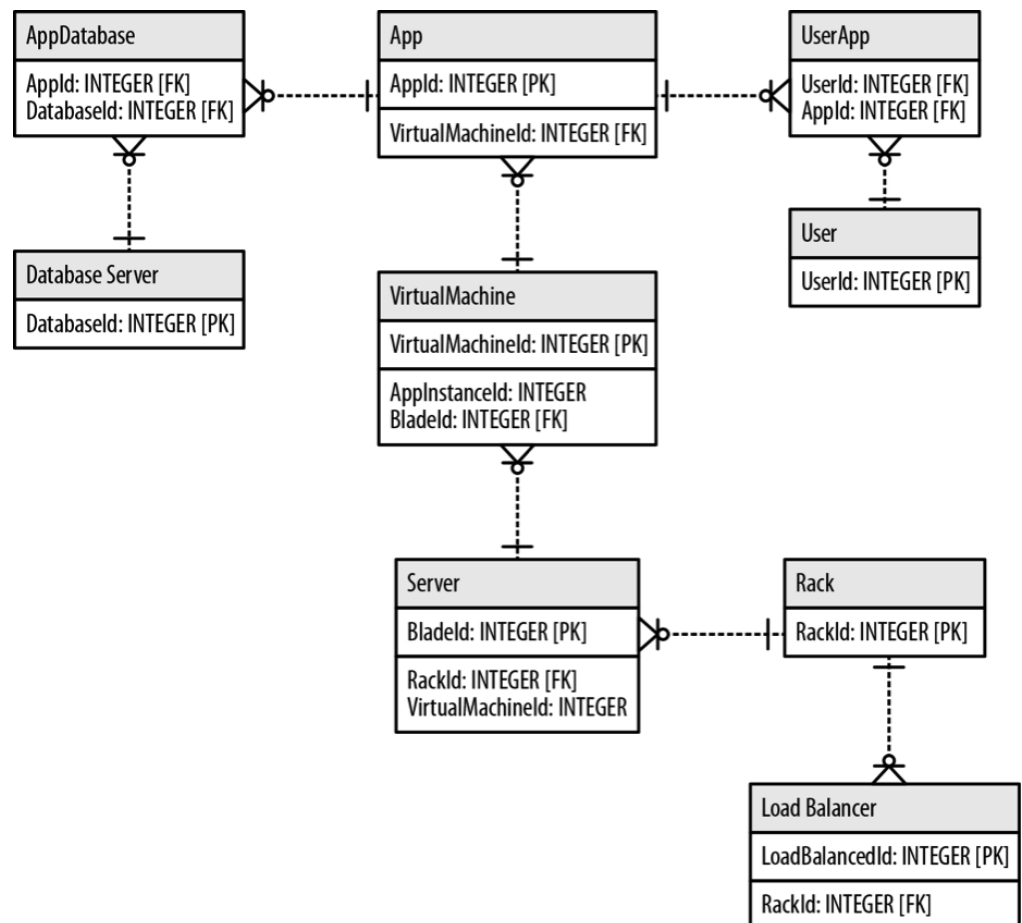 AppDatabase
AppId: INTEGER [FK]
DatabaseId: INTEGER [FK]
App
AppId: INTEGER [PK]
VirtualMachineId: INTEGER [FK]
UserApp
UserId: INTEGER [FK]
AppId: INTEGER [FK]
Database Server
DatabaseId: INTEGER [PK]
User
UserId: INTEGER [PK]
VirtualMachine
VirtualMachineId: INTEGER [PK]
AppInstanceId: INTEGER
BladeId: INTEGER [FK]
Server
BladeId: INTEGER [PK]
RackId: INTEGER [FK]
VirtualMachineId: INTEGER
Rack
RackId: INTEGER [PK]
Load Balancer
LoadBalancedId: INTEGER [PK]
RackId: INTEGER [FK]